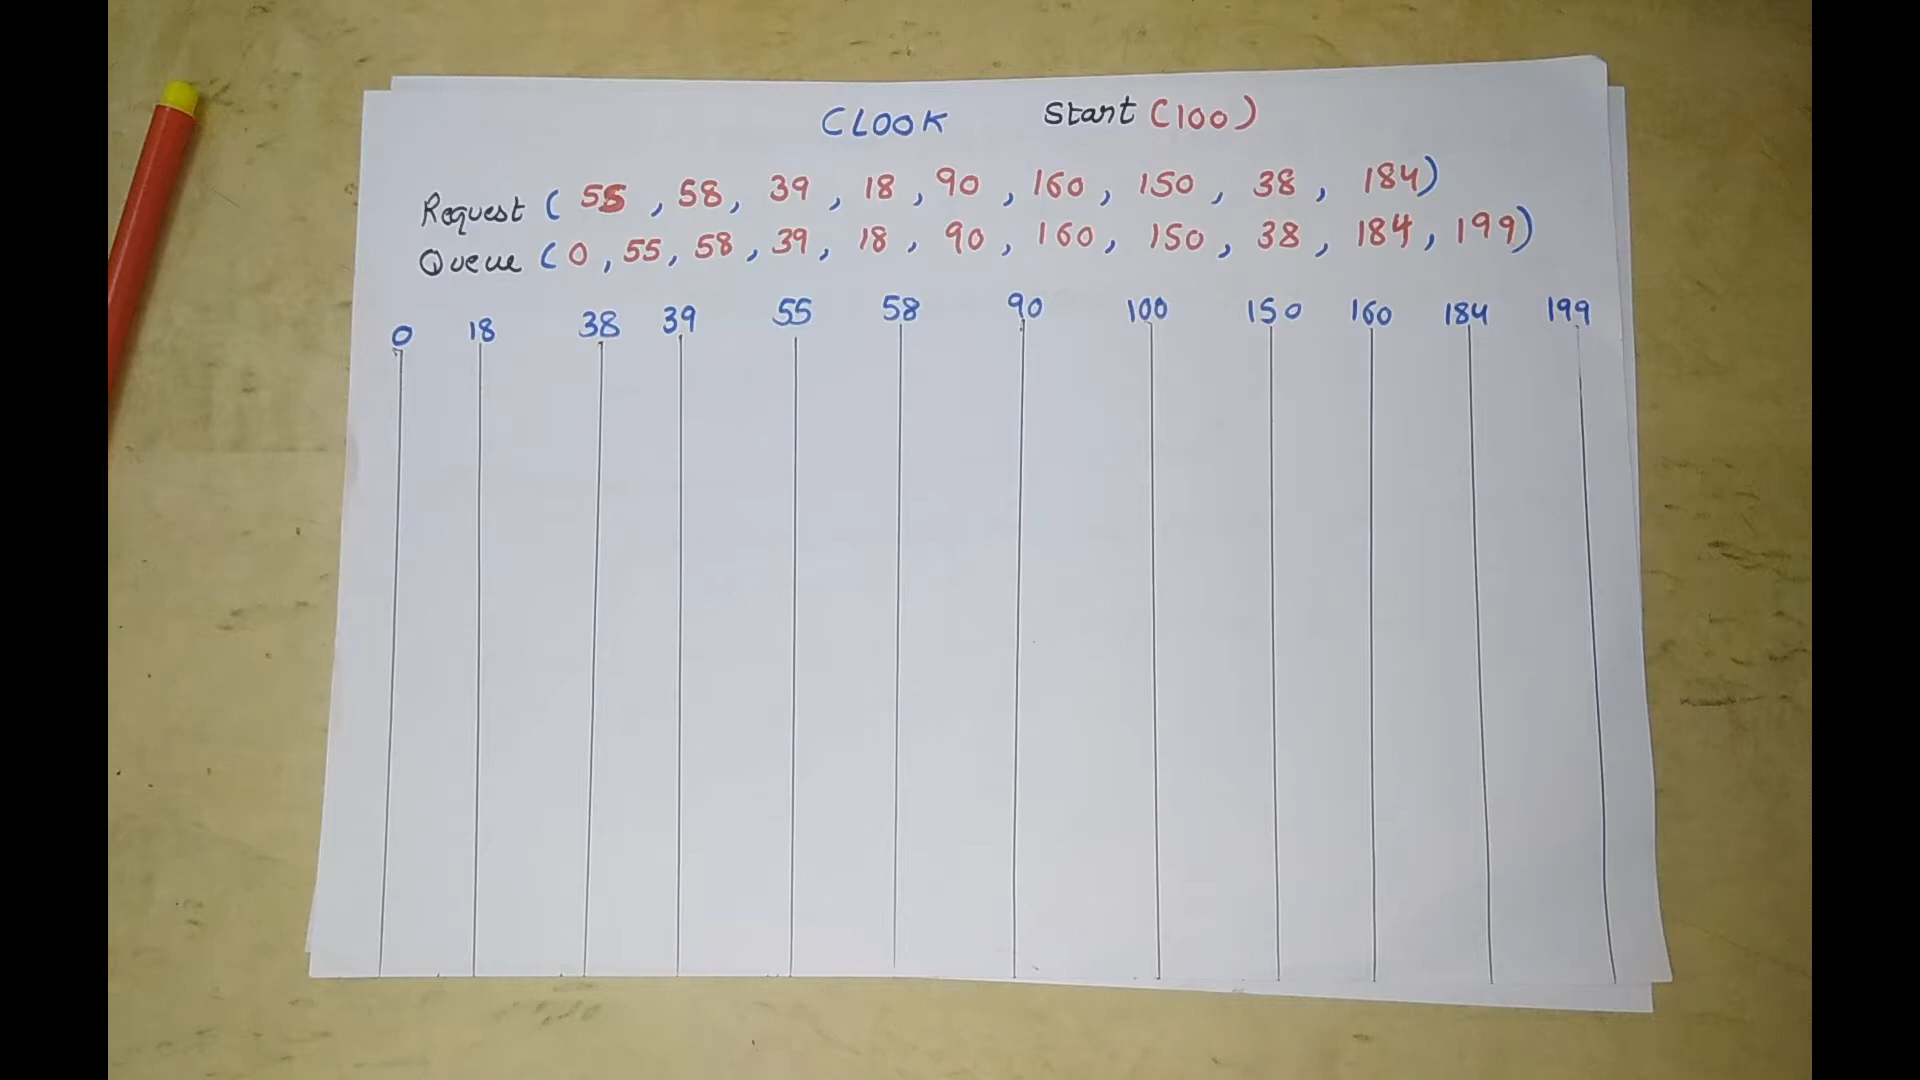 CLOOK Start (100)
Request ( 55 , 58, 39 , 18 , 90 , 160 , 150 , 38 , 184)
Queue ( 0 , 55 , 58 , 39 , 18 , 90 , 160 , 150 , 38 , 184 , 199)
0 18 38 39 55 58 90 100 150 160 184 199